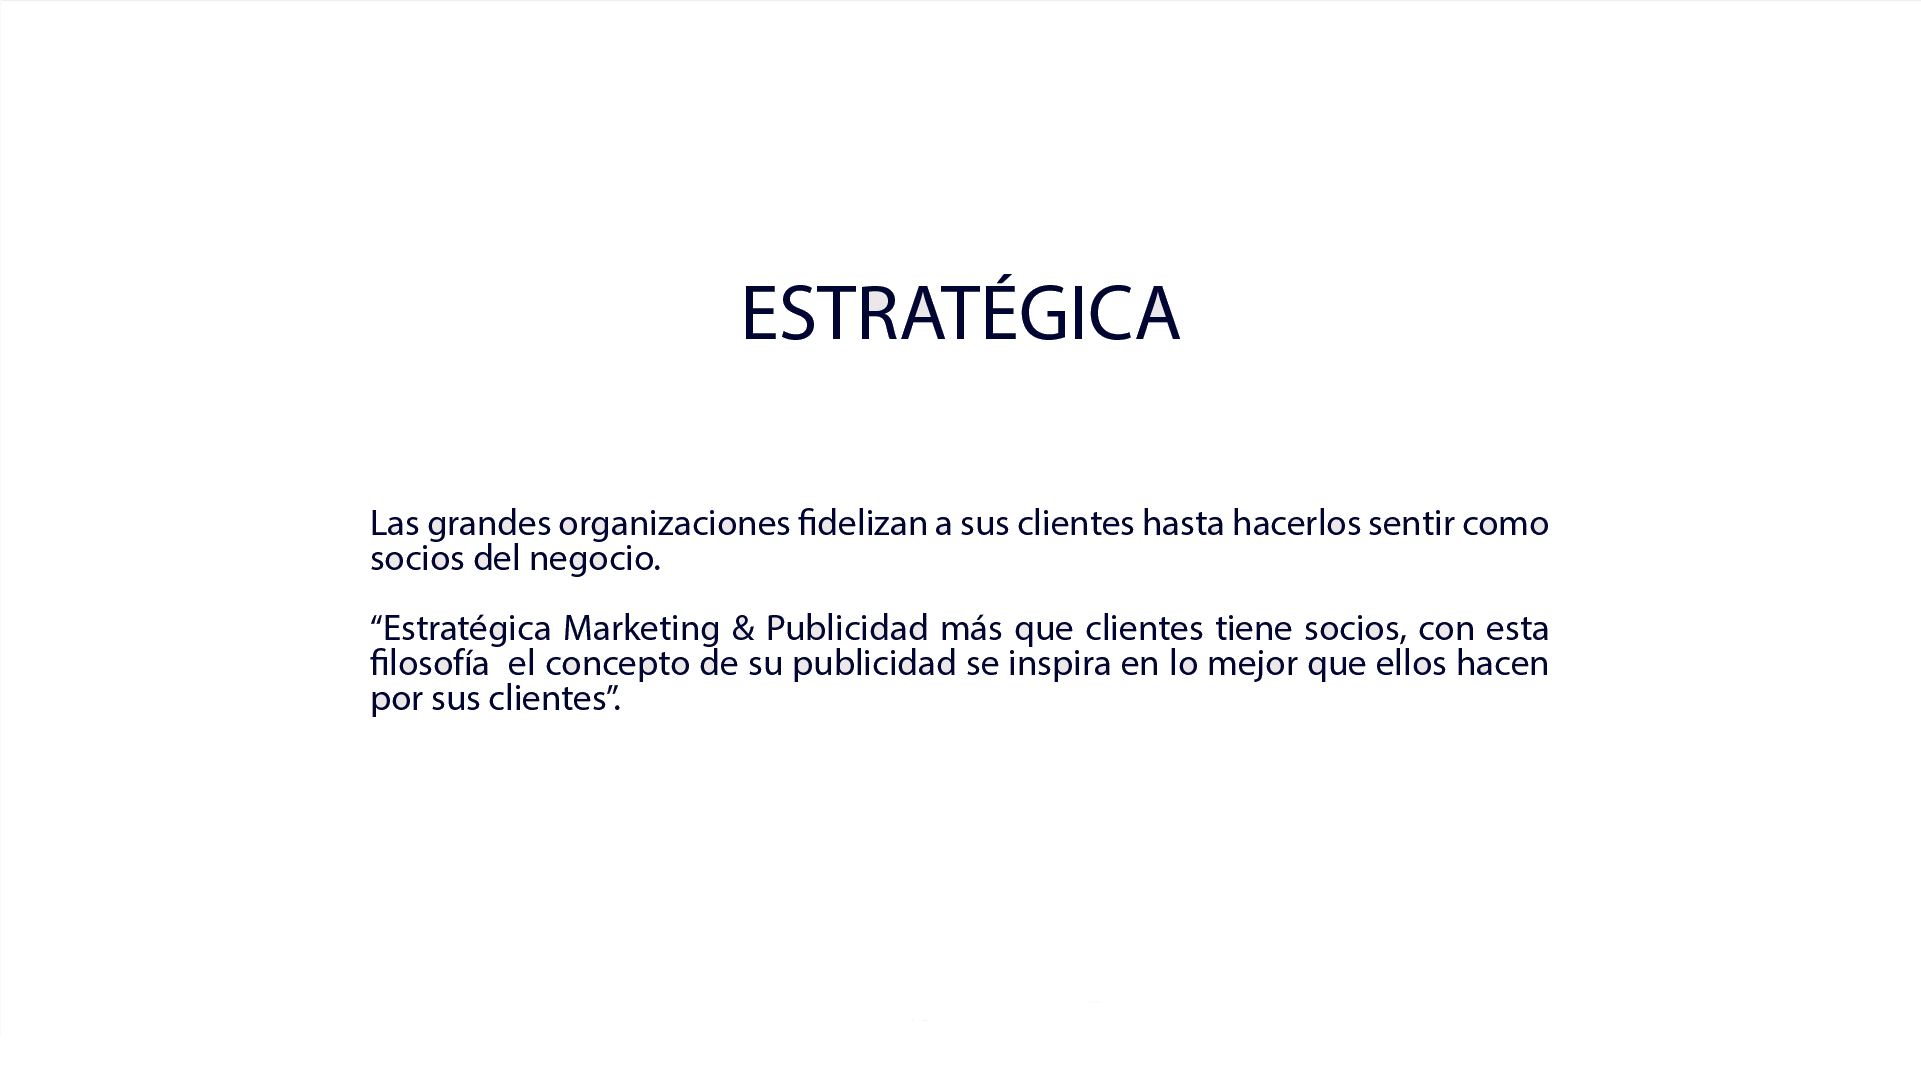 ESTRATÉGICA
Las grandes organizaciones fidelizan a sus clientes hasta hacerlos sentir como
socios del negocio.
“Estratégica Marketing & Publicidad más que clientes tiene socios, con esta
filosofía  el concepto de su publicidad se inspira en lo mejor que ellos hacen
por sus clientes”.